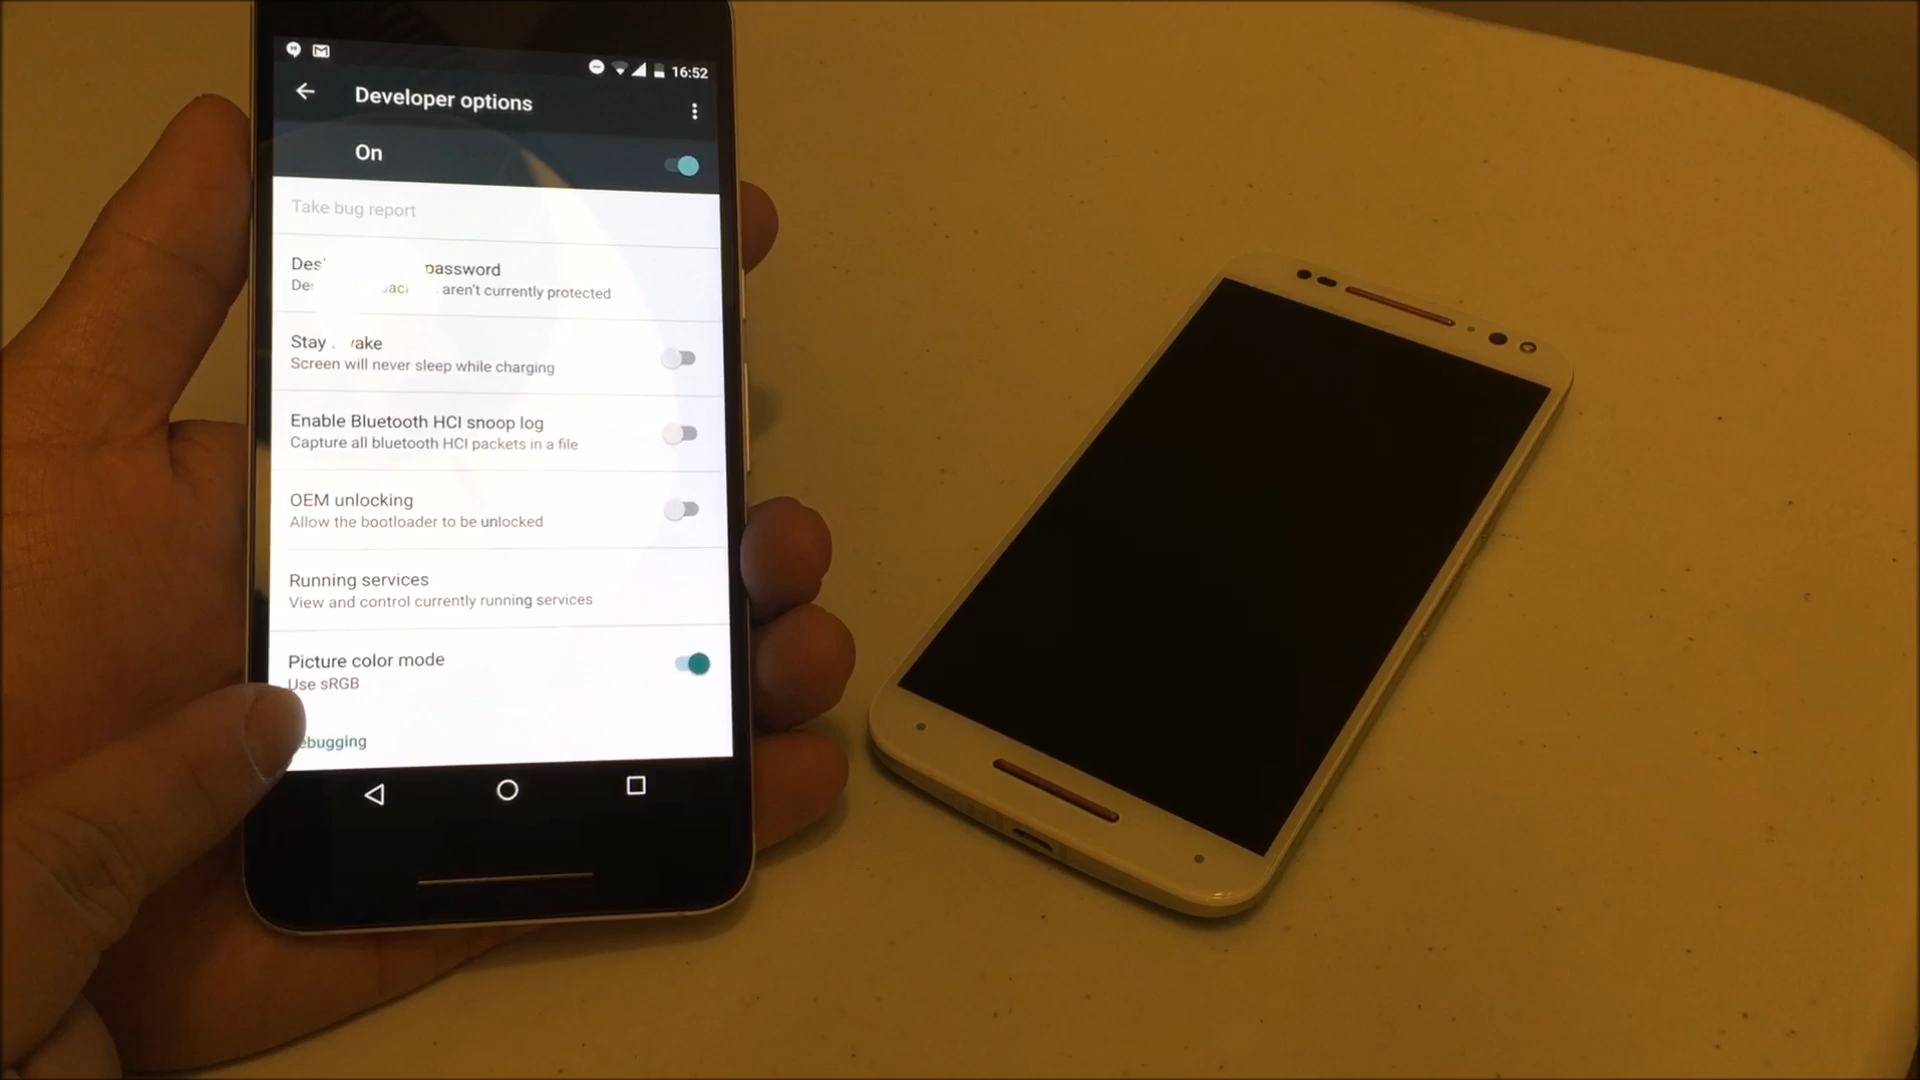 16:52
Developer options
On
Take bug report
password
aren't currently protected
Stay
Screen will never sleep while charging
Enable Bluetooth HCI snoop log
Capture all bluetooth HCI packets in a file
OEM unlocking
Allow the bootloader to be unlocked
Running services
View and control currently running services
Picture color mode
Use sRGB
ebugging